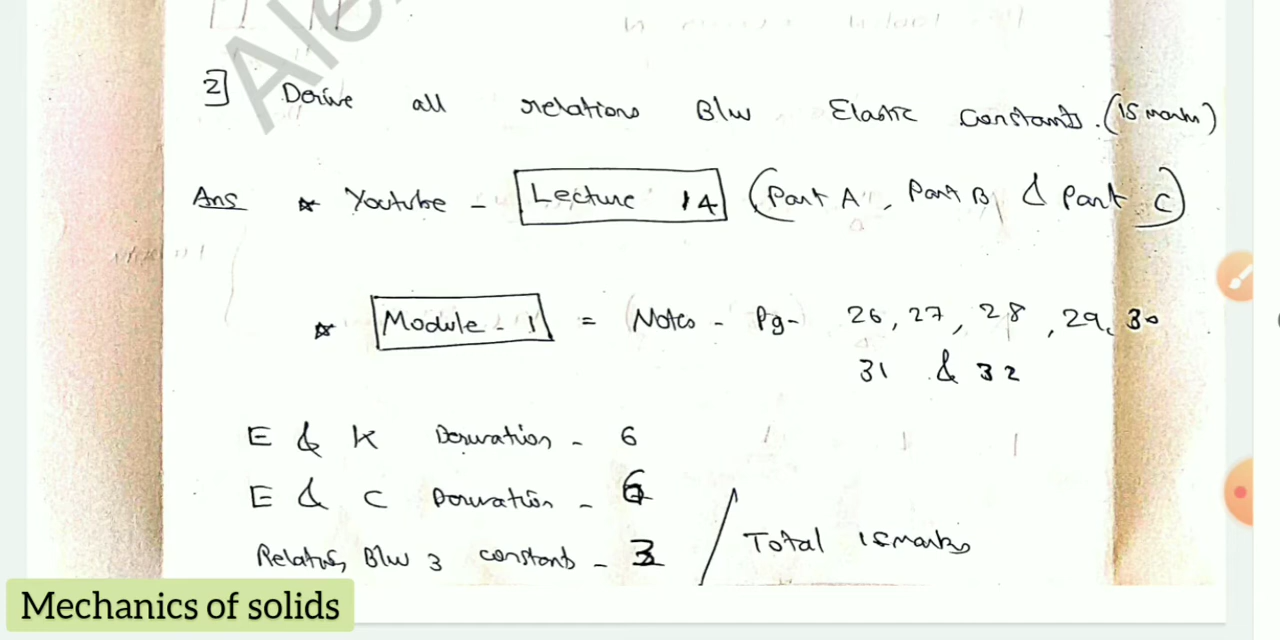 Ale
2] Derive all relations B/w Elastic Constants. (15 marks)
Ans * Youtube - Lecture 14 (Part A, Part B, & Part C)
* Module - 1 = (Notes - Pg - 26, 27, 28, 29, 30
31 & 32
E & K Derivation - 6
E & C Derivation - 6
Relation B/w 3 constants - 3 / Total 15 marks
Mechanics of solids